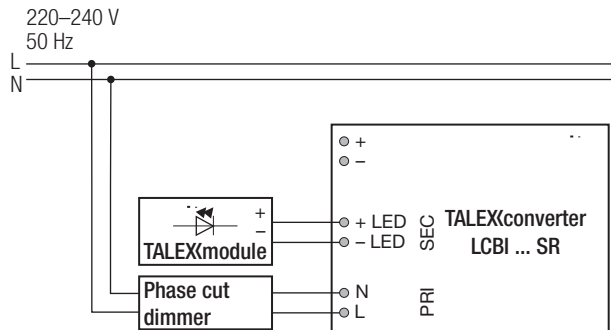 220–240 V
50 Hz
L
N
+
–
+
–
TALEXmodule
+ LED
– LED
SEC
TALEXconverter
LCBI ... SR
Phase cut
dimmer
N
L
PRI